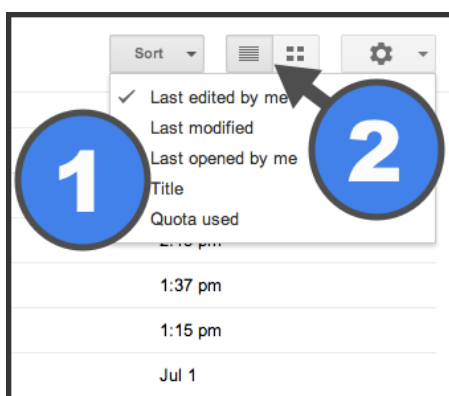 Sort
Last edited by me
Last modified
Last opened by me
Title
Quota used
1
2
1:37 pm
1:15 pm
Jul 1